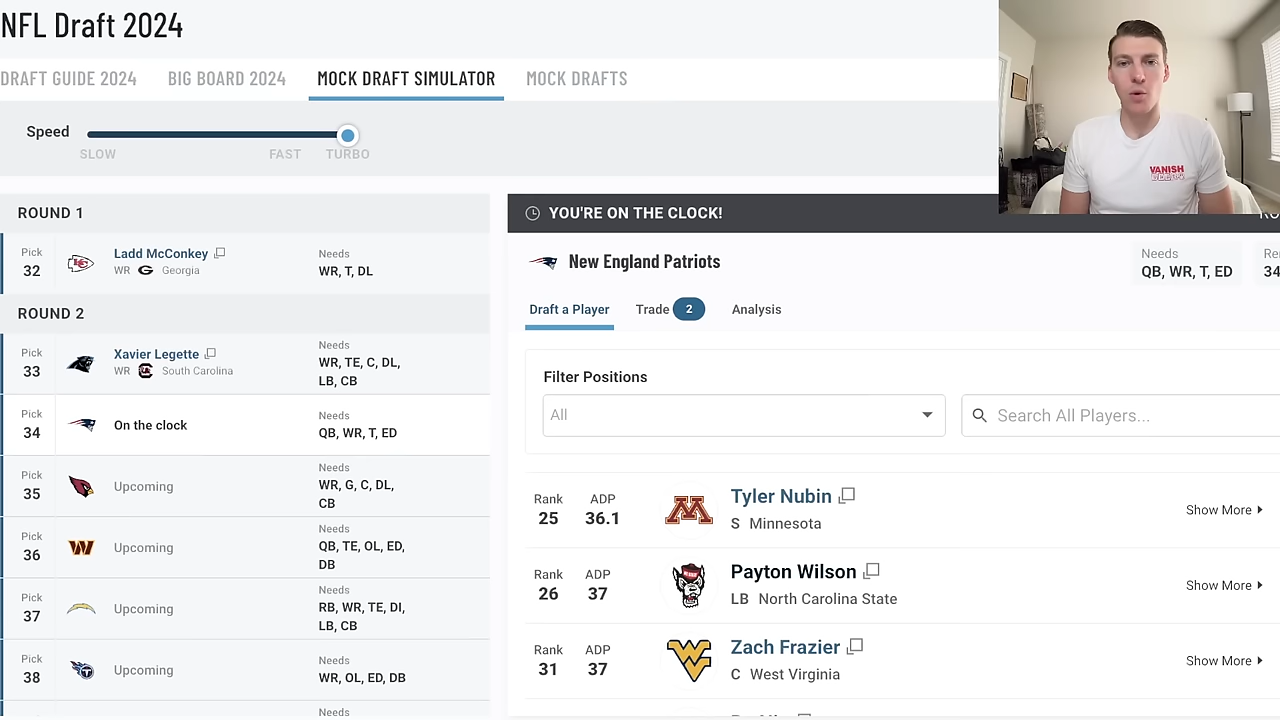 NFL Draft 2024
DRAFT GUIDE 2024 BIG BOARD 2024 MOCK DRAFT SIMULATOR MOCK DRAFTS
Speed
SLOW FAST TURBO
VANISH
ROUND 1
Pick
32
Ladd McConkey
WR Georgia
Needs
WR, T, DL
ROUND 2
Pick
33
Xavier Legette
WR South Carolina
Needs
WR, TE, C, DL,
LB, CB
Pick
34
On the clock
Needs
QB, WR, T, ED
Pick
35
Upcoming
Needs
WR, G, C, DL,
CB
Pick
36
Upcoming
Needs
QB, TE, OL, ED,
DB
Pick
37
Upcoming
Needs
RB, WR, TE, DI,
LB, CB
Pick
38
Upcoming
Needs
WR, OL, ED, DB
Needs
YOU'RE ON THE CLOCK!
New England Patriots
Needs
QB, WR, T, ED
34
Draft a Player Trade 2 Analysis
Filter Positions
All
Search All Players...
Rank ADP
25 36.1
Tyler Nubin
S Minnesota
Show More
Rank ADP
26 37
Payton Wilson
LB North Carolina State
Show More
Rank ADP
31 37
Zach Frazier
C West Virginia
Show More